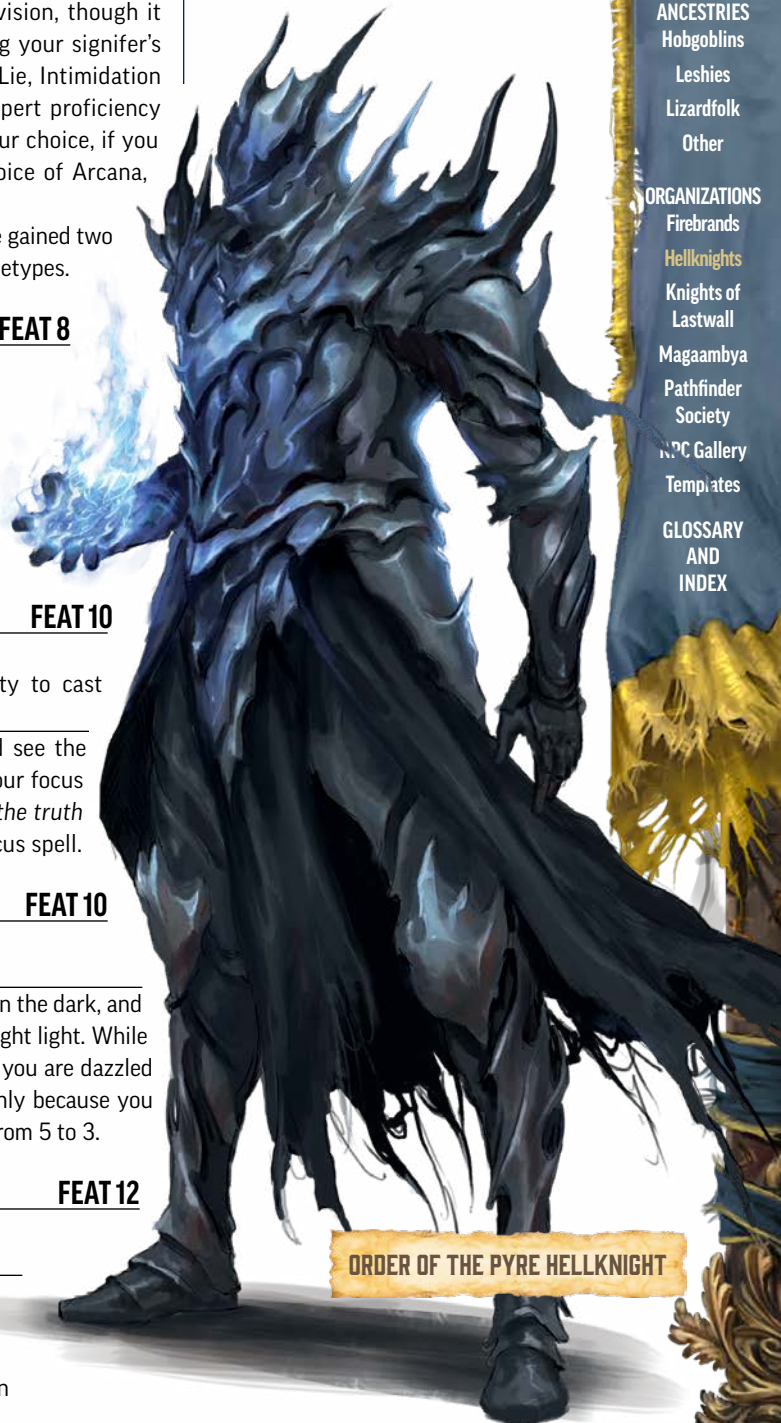 vision, though it
g your signifer's
Lie, Intimidation
pert proficiency
ur choice, if you
oice of Arcana,
e gained two
etypes.
FEAT 8
FEAT 10
ty to cast
l see the
our focus
the truth
cus spell.
FEAT 10
n the dark, and
ght light. While
you are dazzled
nly because you
rom 5 to 3.
FEAT 12
n
ORDER OF THE PYRE HELLKNIGHT
ANCESTRIES
Hobgoblins
Leshies
Lizardfolk
Other
ORGANIZATIONS
Firebrands
Hellknights
Knights of
Lastwall
Magaambya
Pathfinder
Society
NPC Gallery
Templates
GLOSSARY
AND
INDEX